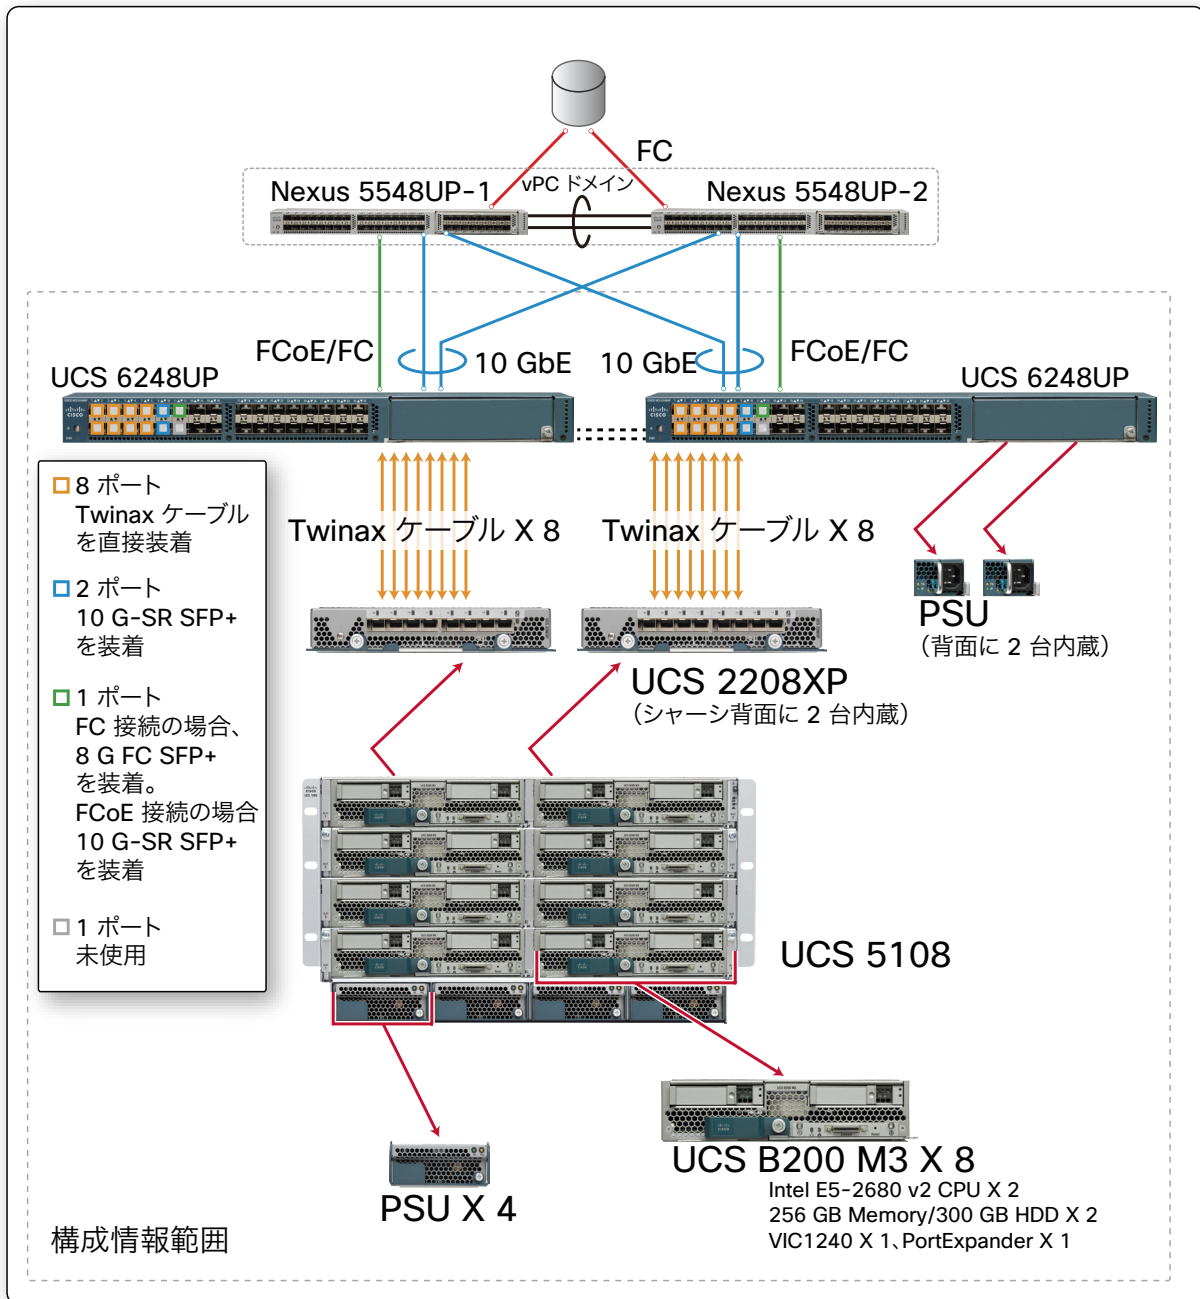 FC
vPC ドメイン
Nexus 5548UP-1
Nexus 5548UP-2
FCoE/FC
10 GbE
10 GbE
FCoE/FC
UCS 6248UP
UCS 6248UP
8 ポート
Twinax ケーブル
を直接装着
2 ポート
10 G-SR SFP+
を装着
1 ポート
FC 接続の場合、
8 G FC SFP+
を装着。
FCoE 接続の場合
10 G-SR SFP+
を装着
1 ポート
未使用
Twinax ケーブル X 8
Twinax ケーブル X 8
PSU
（背面に 2 台内蔵）
UCS 2208XP
（シャーシ背面に 2 台内蔵）
UCS 5108
PSU X 4
UCS B200 M3 X 8
Intel E5-2680 v2 CPU X 2
256 GB Memory/300 GB HDD X 2
VIC1240 X 1、PortExpander X 1
構成情報範囲